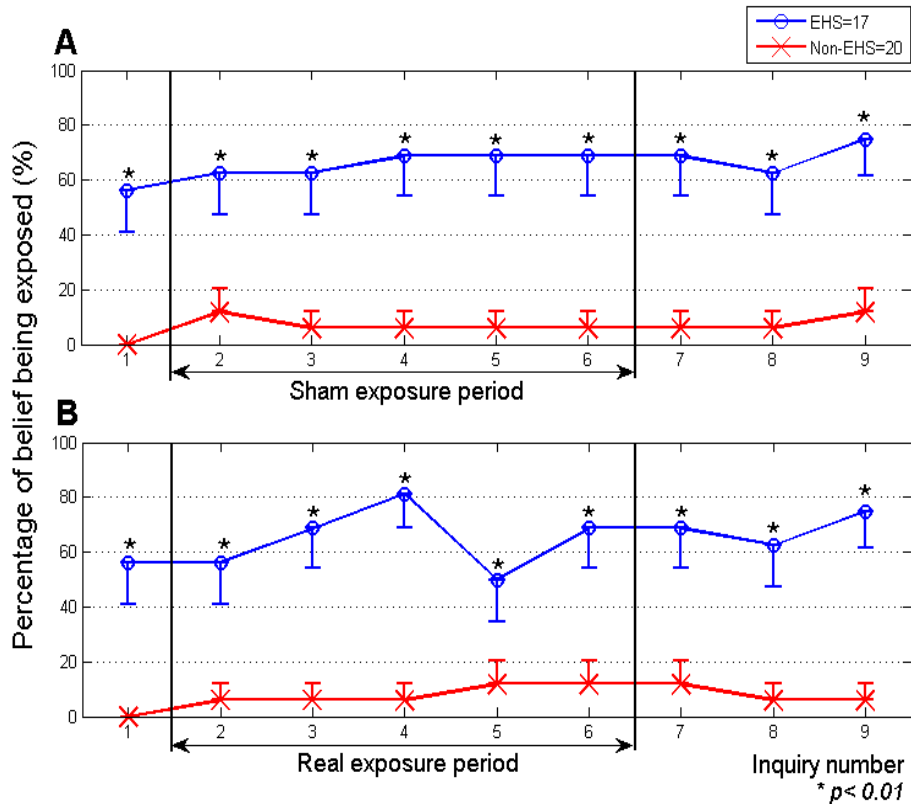 EHS=17
Non-EHS=20
A
Percentage of belief being exposed (%)
100
80
60
40
20
0
* * * * * * * * *
1 2 3 4 5 6 7 8 9
Sham exposure period
B
100
80
60
40
20
0
* * * * * * * * *
1 2 3 4 5 6 7 8 9
Real exposure period
Inquiry number
* p< 0.01